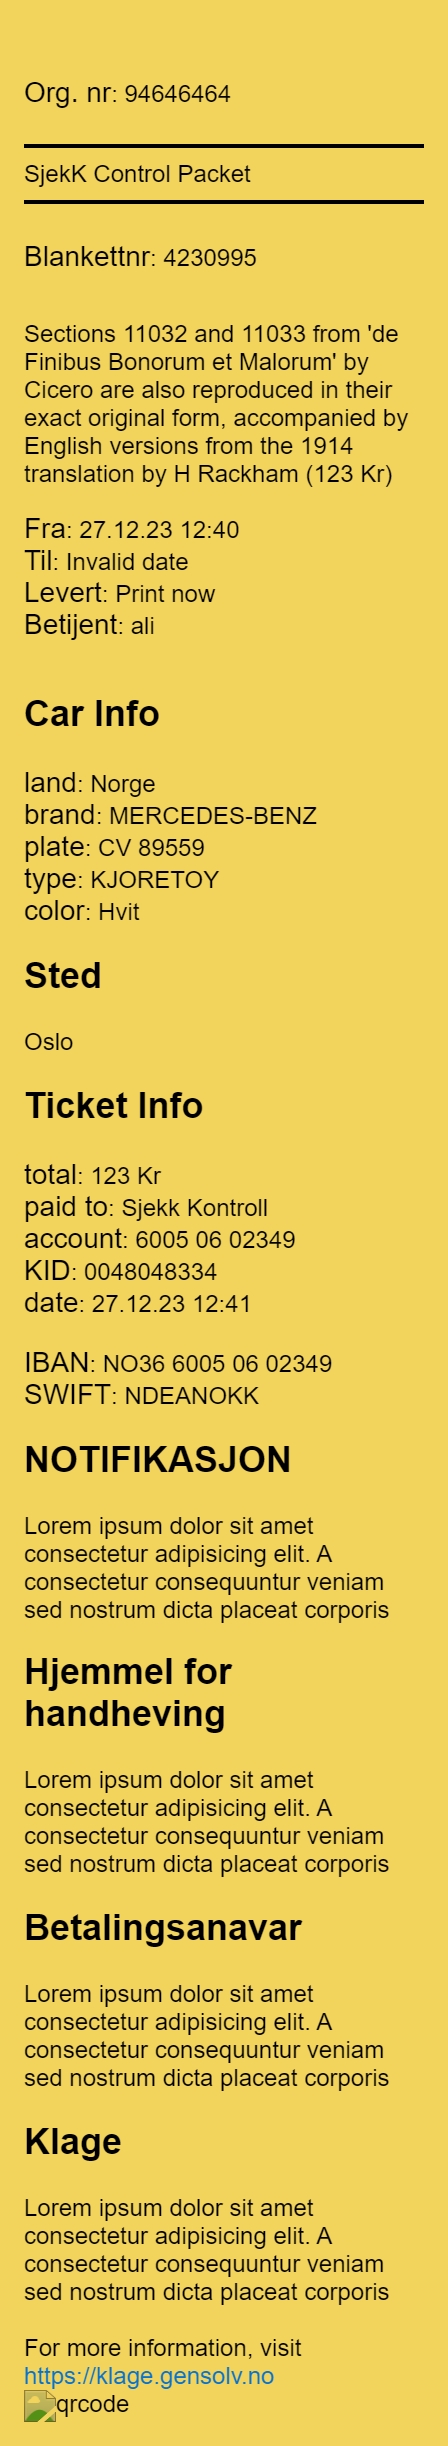 Org. nr: 94646464
SjekK Control Packet
Blankettnr: 4230995
Sections 11032 and 11033 from 'de
Finibus Bonorum et Malorum' by
Cicero are also reproduced in their
exact original form, accompanied by
English versions from the 1914
translation by H Rackham (123 Kr)
Fra: 27.12.23 12:40
Til: Invalid date
Levert: Print now
Betijent: ali
Car Info
land: Norge
brand: MERCEDES-BENZ
plate: CV 89559
type: KJORETOY
color: Hvit
Sted
Oslo
Ticket Info
total: 123 Kr
paid to: Sjekk Kontroll
account: 6005 06 02349
KID: 0048048334
date: 27.12.23 12:41
IBAN: NO36 6005 06 02349
SWIFT: NDEANOKK
NOTIFIKASJON
Lorem ipsum dolor sit amet
consectetur adipisicing elit. A
consectetur consequuntur veniam
sed nostrum dicta placeat corporis
Hjemmel for
handheving
Lorem ipsum dolor sit amet
consectetur adipisicing elit. A
consectetur consequuntur veniam
sed nostrum dicta placeat corporis
Betalingsanavar
Lorem ipsum dolor sit amet
consectetur adipisicing elit. A
consectetur consequuntur veniam
sed nostrum dicta placeat corporis
Klage
Lorem ipsum dolor sit amet
consectetur adipisicing elit. A
consectetur consequuntur veniam
sed nostrum dicta placeat corporis
For more information, visit
https://klage.gensolv.no
qrcode